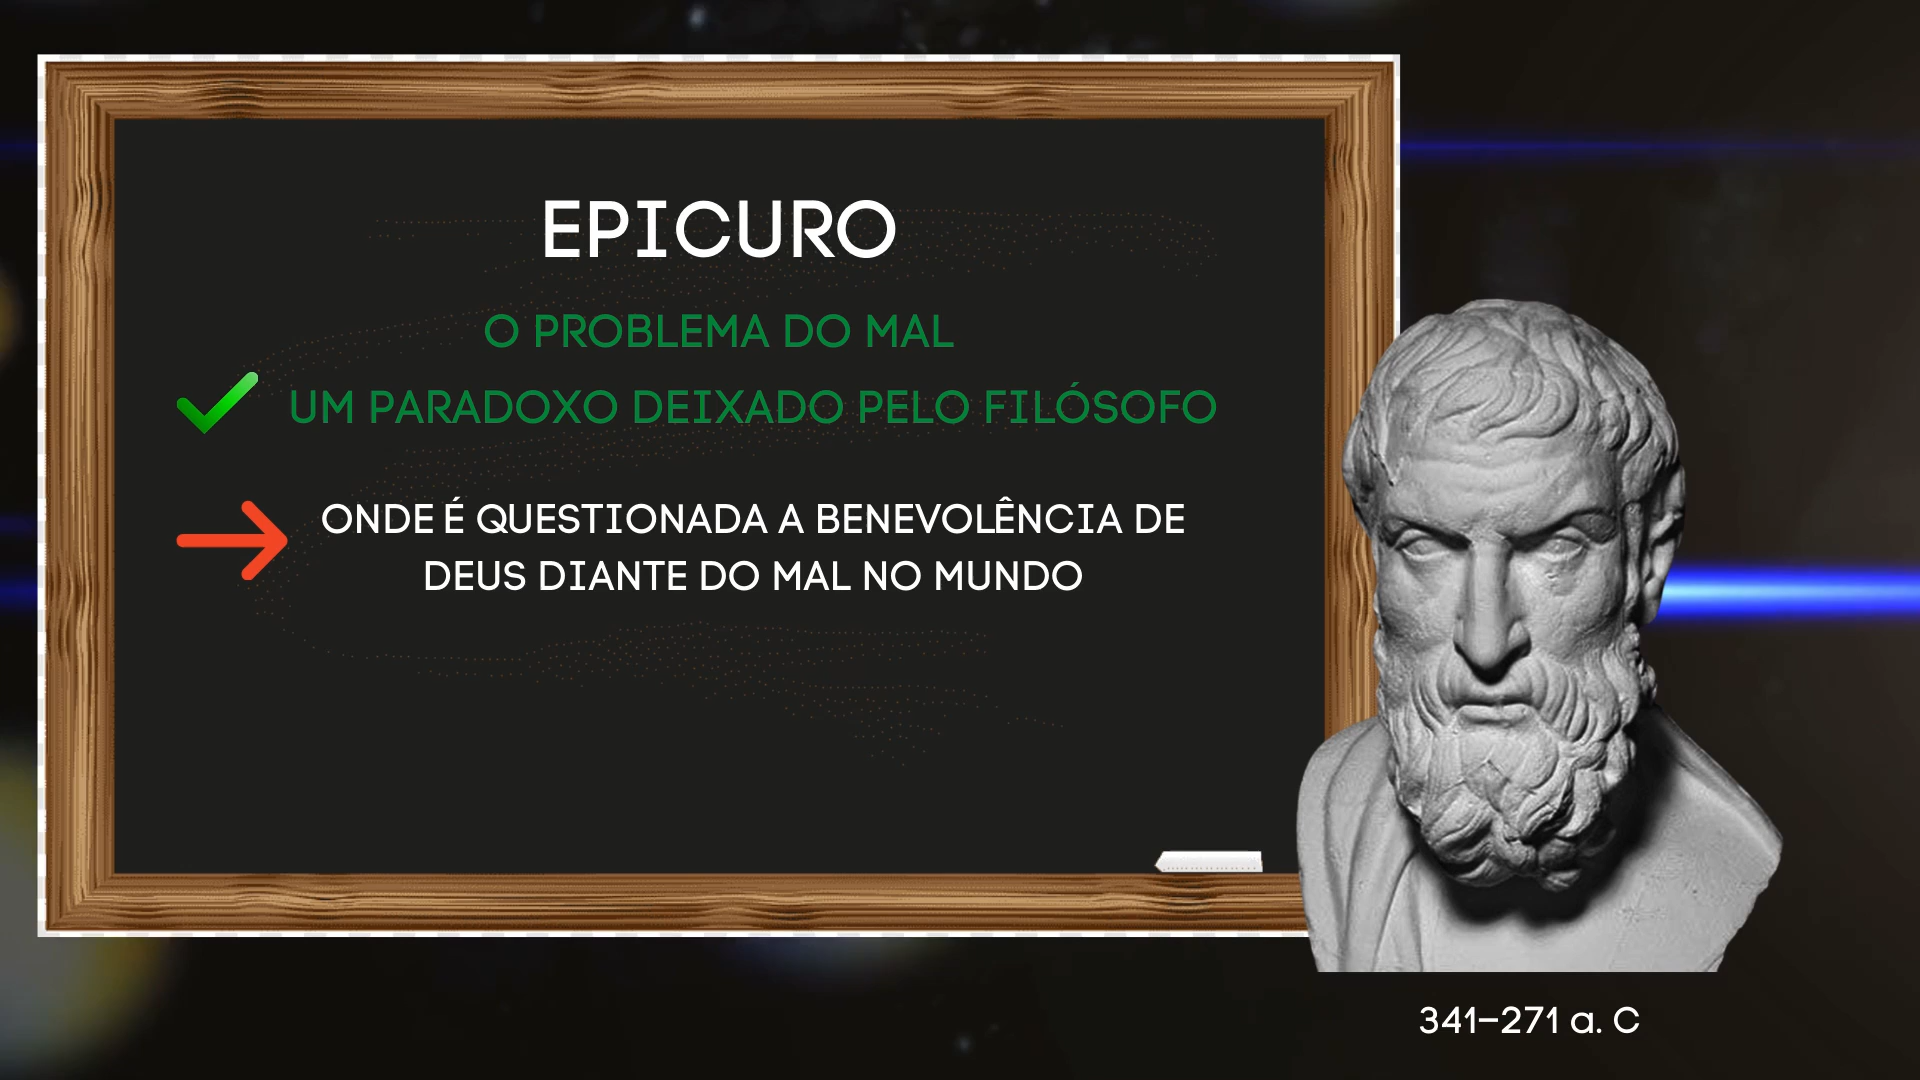 EPICURO
O PROBLEMA DO MAL
UM PARADOXO DEIXADO PELO FILÓSOFO
ONDE É QUESTIONADA A BENEVOLÊNCIA DE
DEUS DIANTE DO MAL NO MUNDO
341–271 a. C